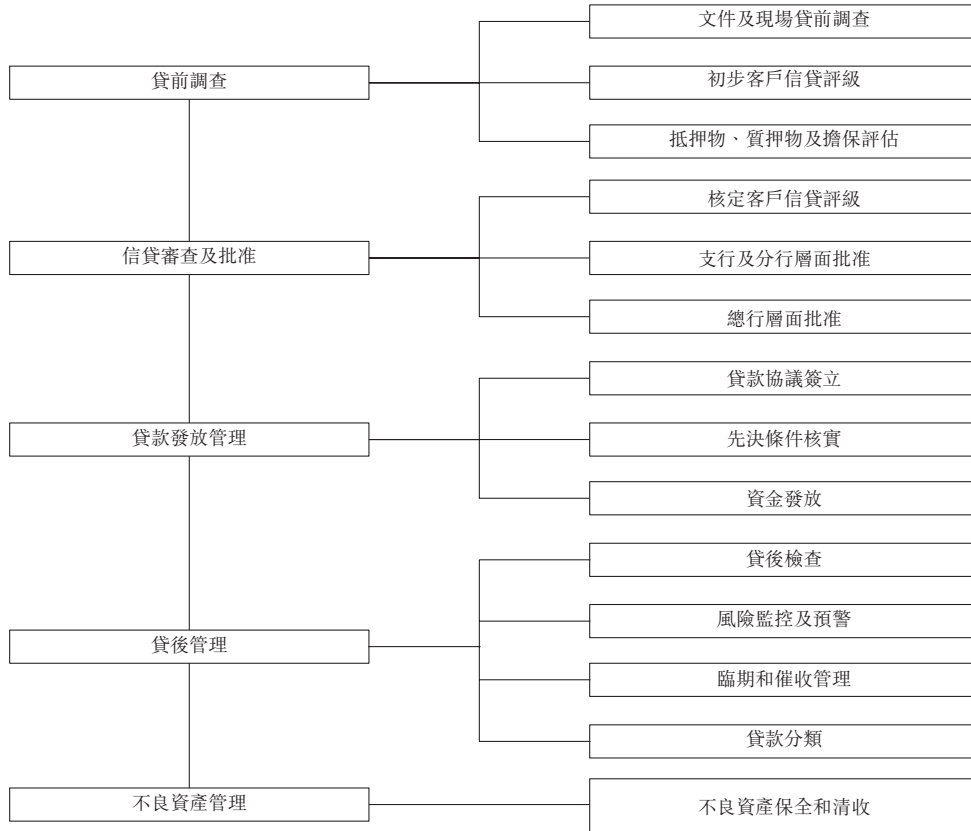 貸前調查
文件及現場貸前調查
初步客戶信貸評級
抵押物、質押物及擔保評估
信貸審查及批准
核定客戶信貸評級
支行及分行層面批准
總行層面批准
貸款發放管理
貸款協議簽立
先決條件核實
資金發放
貸後管理
貸後檢查
風險監控及預警
臨期和催收管理
貸款分類
不良資產管理
不良資產保全和清收